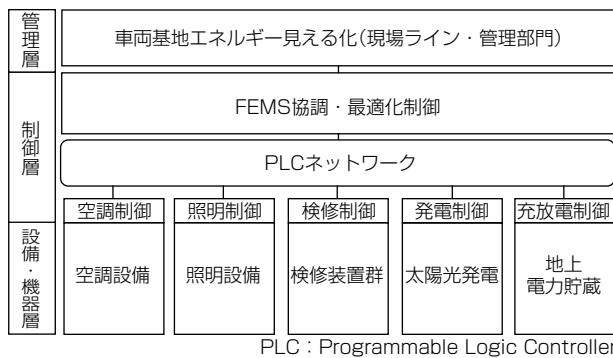 管理層
車両基地エネルギー見える化(現場ライン・管理部門)
制御層
FEMS協調・最適化制御
PLCネットワーク
空調制御
照明制御
検修制御
発電制御
充放電制御
設備・機器層
空調設備
照明設備
検修装置群
太陽光発電
地上
電力貯蔵
PLC：Programmable Logic Controller